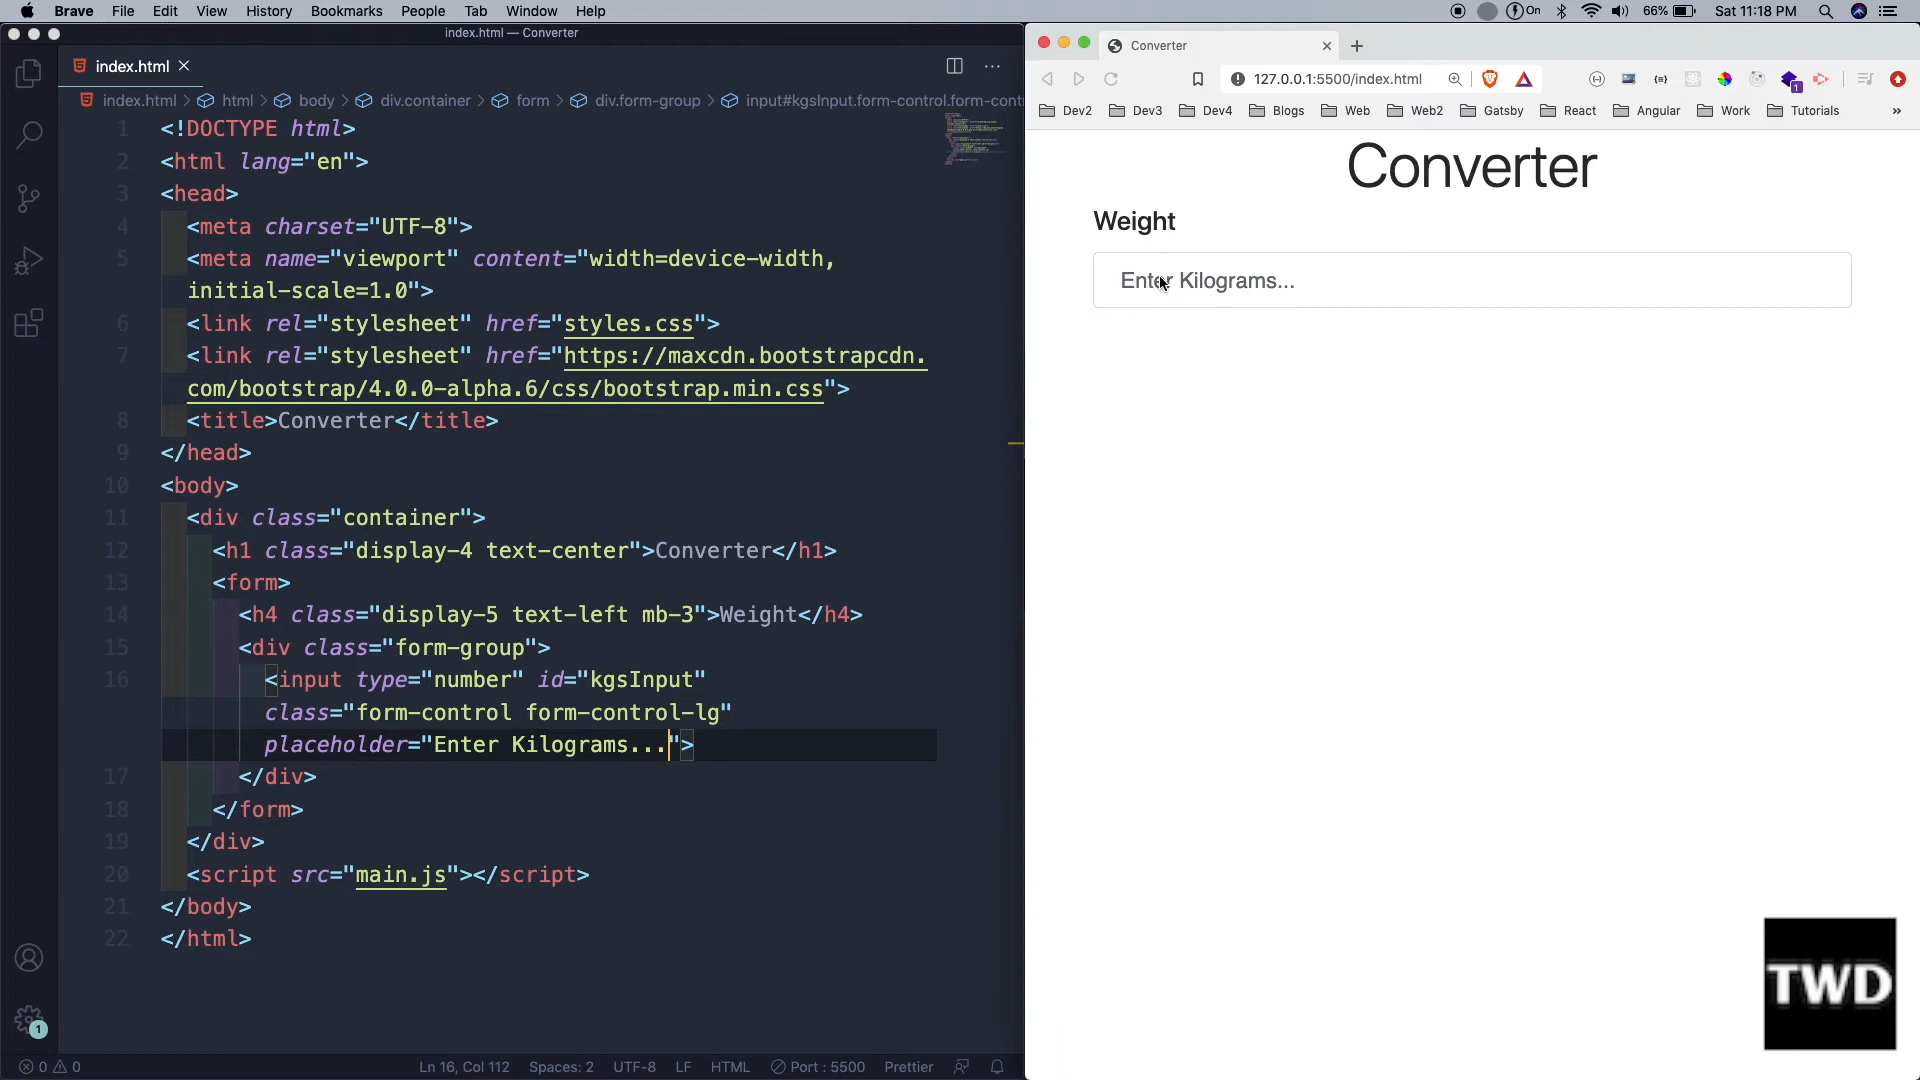 Brave File Edit View History Bookmarks People Tab Window Help
On 66% Sat 11:18 PM
index.html — Converter
index.html
index.html > html > body > div.container > form > div.form-group > input#kgsInput.form-control.form-cont
1 <!DOCTYPE html>
2 <html lang="en">
3 <head>
4 <meta charset="UTF-8">
5 <meta name="viewport" content="width=device-width,
initial-scale=1.0">
6 <link rel="stylesheet" href="styles.css">
7 <link rel="stylesheet" href="https://maxcdn.bootstrapcdn.
com/bootstrap/4.0.0-alpha.6/css/bootstrap.min.css">
8 <title>Converter</title>
9 </head>
10 <body>
11 <div class="container">
12 <h1 class="display-4 text-center">Converter</h1>
13 <form>
14 <h4 class="display-5 text-left mb-3">Weight</h4>
15 <div class="form-group">
16 <input type="number" id="kgsInput"
class="form-control form-control-lg"
placeholder="Enter Kilograms...">
17 </div>
18 </form>
19 </div>
20 <script src="main.js"></script>
21 </body>
22 </html>
1
0 0 Ln 16, Col 112 Spaces: 2 UTF-8 LF HTML Port : 5500 Prettier
Converter
127.0.0.1:5500/index.html
1
Dev2 Dev3 Dev4 Blogs Web Web2 Gatsby React Angular Work Tutorials »
Converter
Weight
Enter Kilograms...
TWD